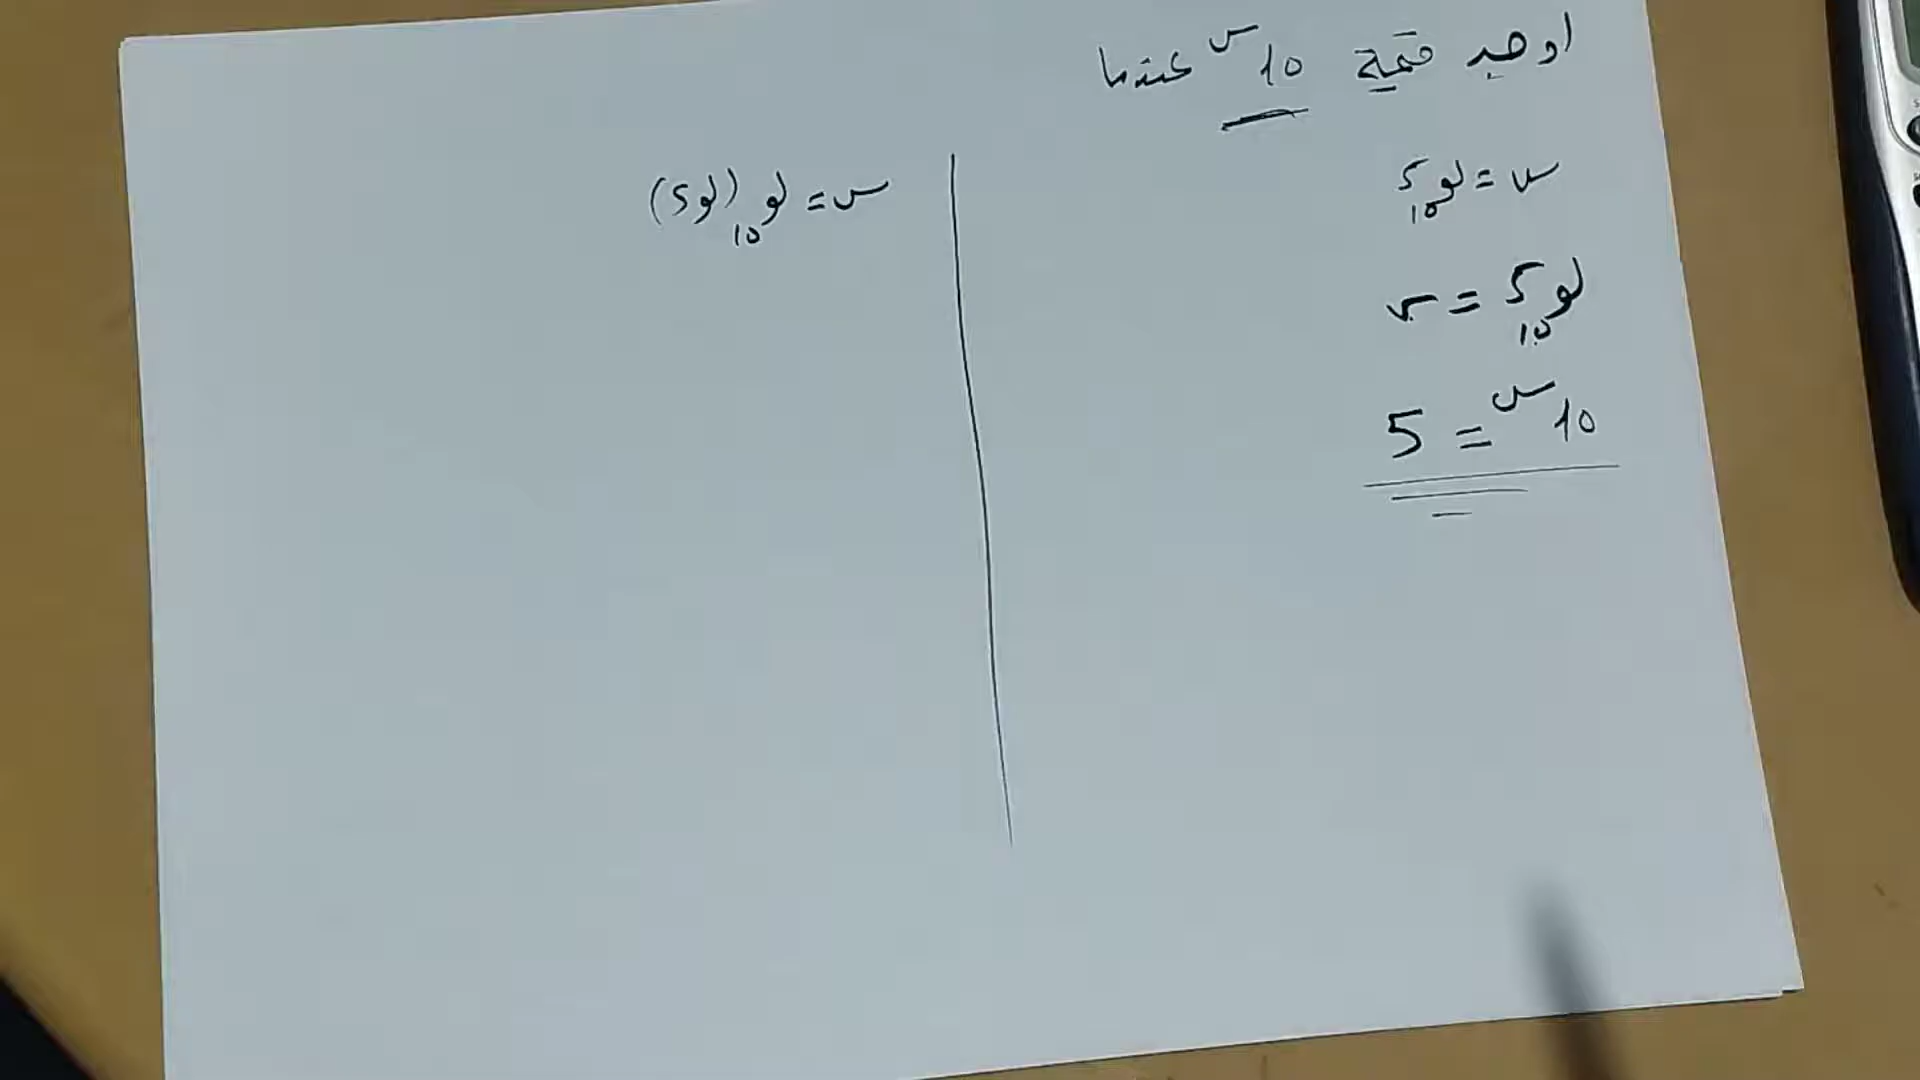 اوجد قيمة 10^س عندما
س = لو₁₀ 5
لو₁₀ 5 = س
10^س = 5
س = لو₁₀ (لو 5)